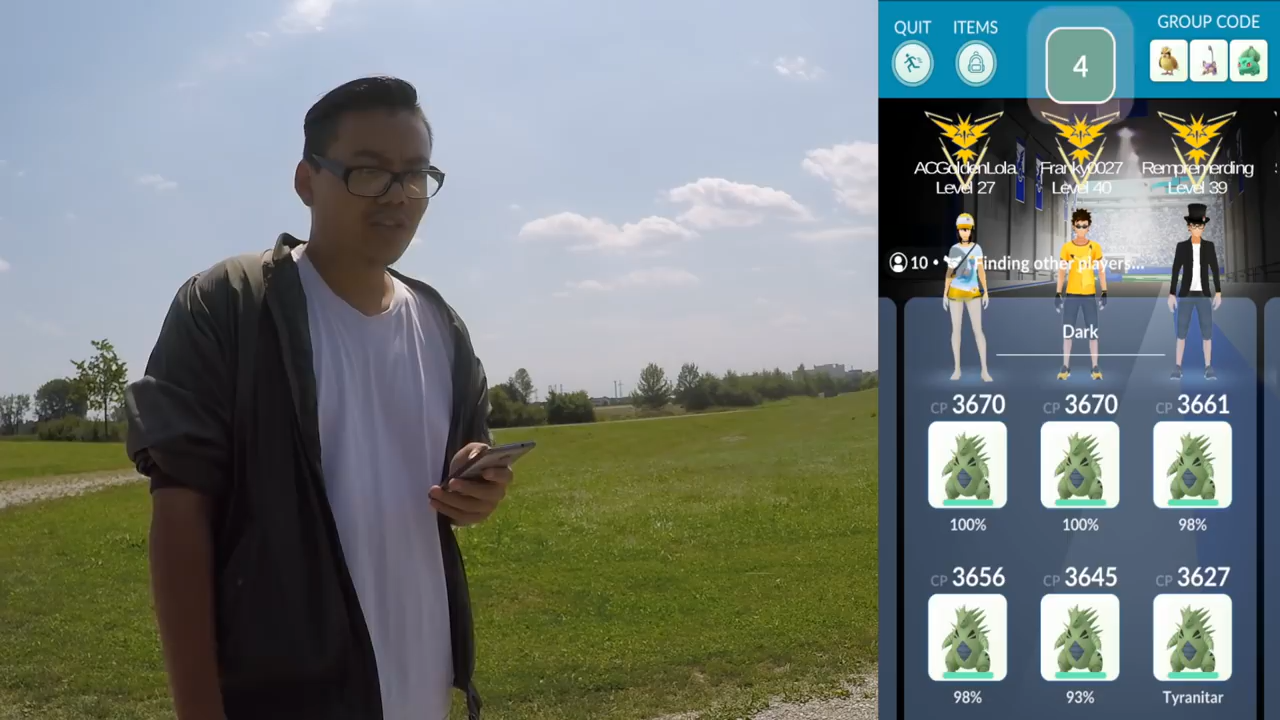 QUIT ITEMS GROUP CODE
4
ACGoldenLola Franky0027 Rempremerding
Level 27 Level 40 Level 39
10 • Finding other players...
Dark
CP 3670 CP 3670 CP 3661
100% 100% 98%
CP 3656 CP 3645 CP 3627
98% 93% Tyranitar